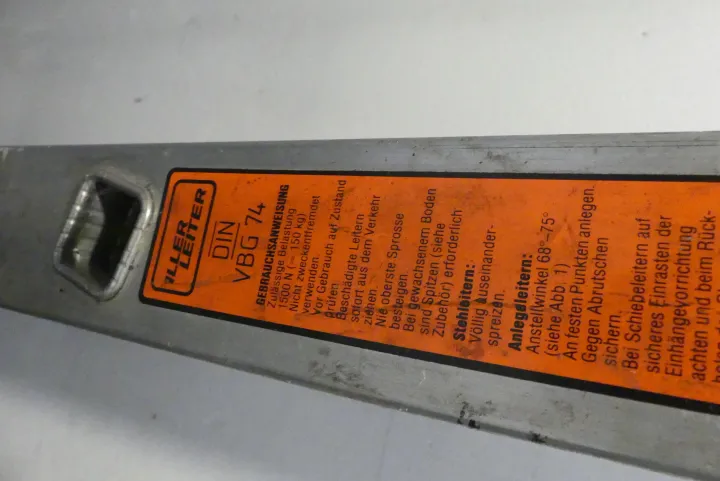 ILLER
LEITER
DIN
VBG 74
GEBRAUCHSANWEISUNG
Zulässige Belastung
1500 N (~ 150 kg)
Nicht zweckentfremdet
verwenden.
Vor Gebrauch auf Zustand
prüfen.
Beschädigte Leitern
sofort aus dem Verkehr
ziehen.
Nie oberste Sprosse
besteigen
Bei gewachsenem Boden
sind Spitzen (siehe
Zubehör) erforderlich
Stehleitern:
Völlig auseinander-
spreizen.
Anlegeleitern:
Anstellwinkel 68°–75°
(siehe Abb. 1)
An festen Punkten anlegen.
Gegen Abrutschen
sichern.
Bei Schiebeleitern auf
sicheres Einrasten der
Einhängevorrichtung
achten und beim Rück-